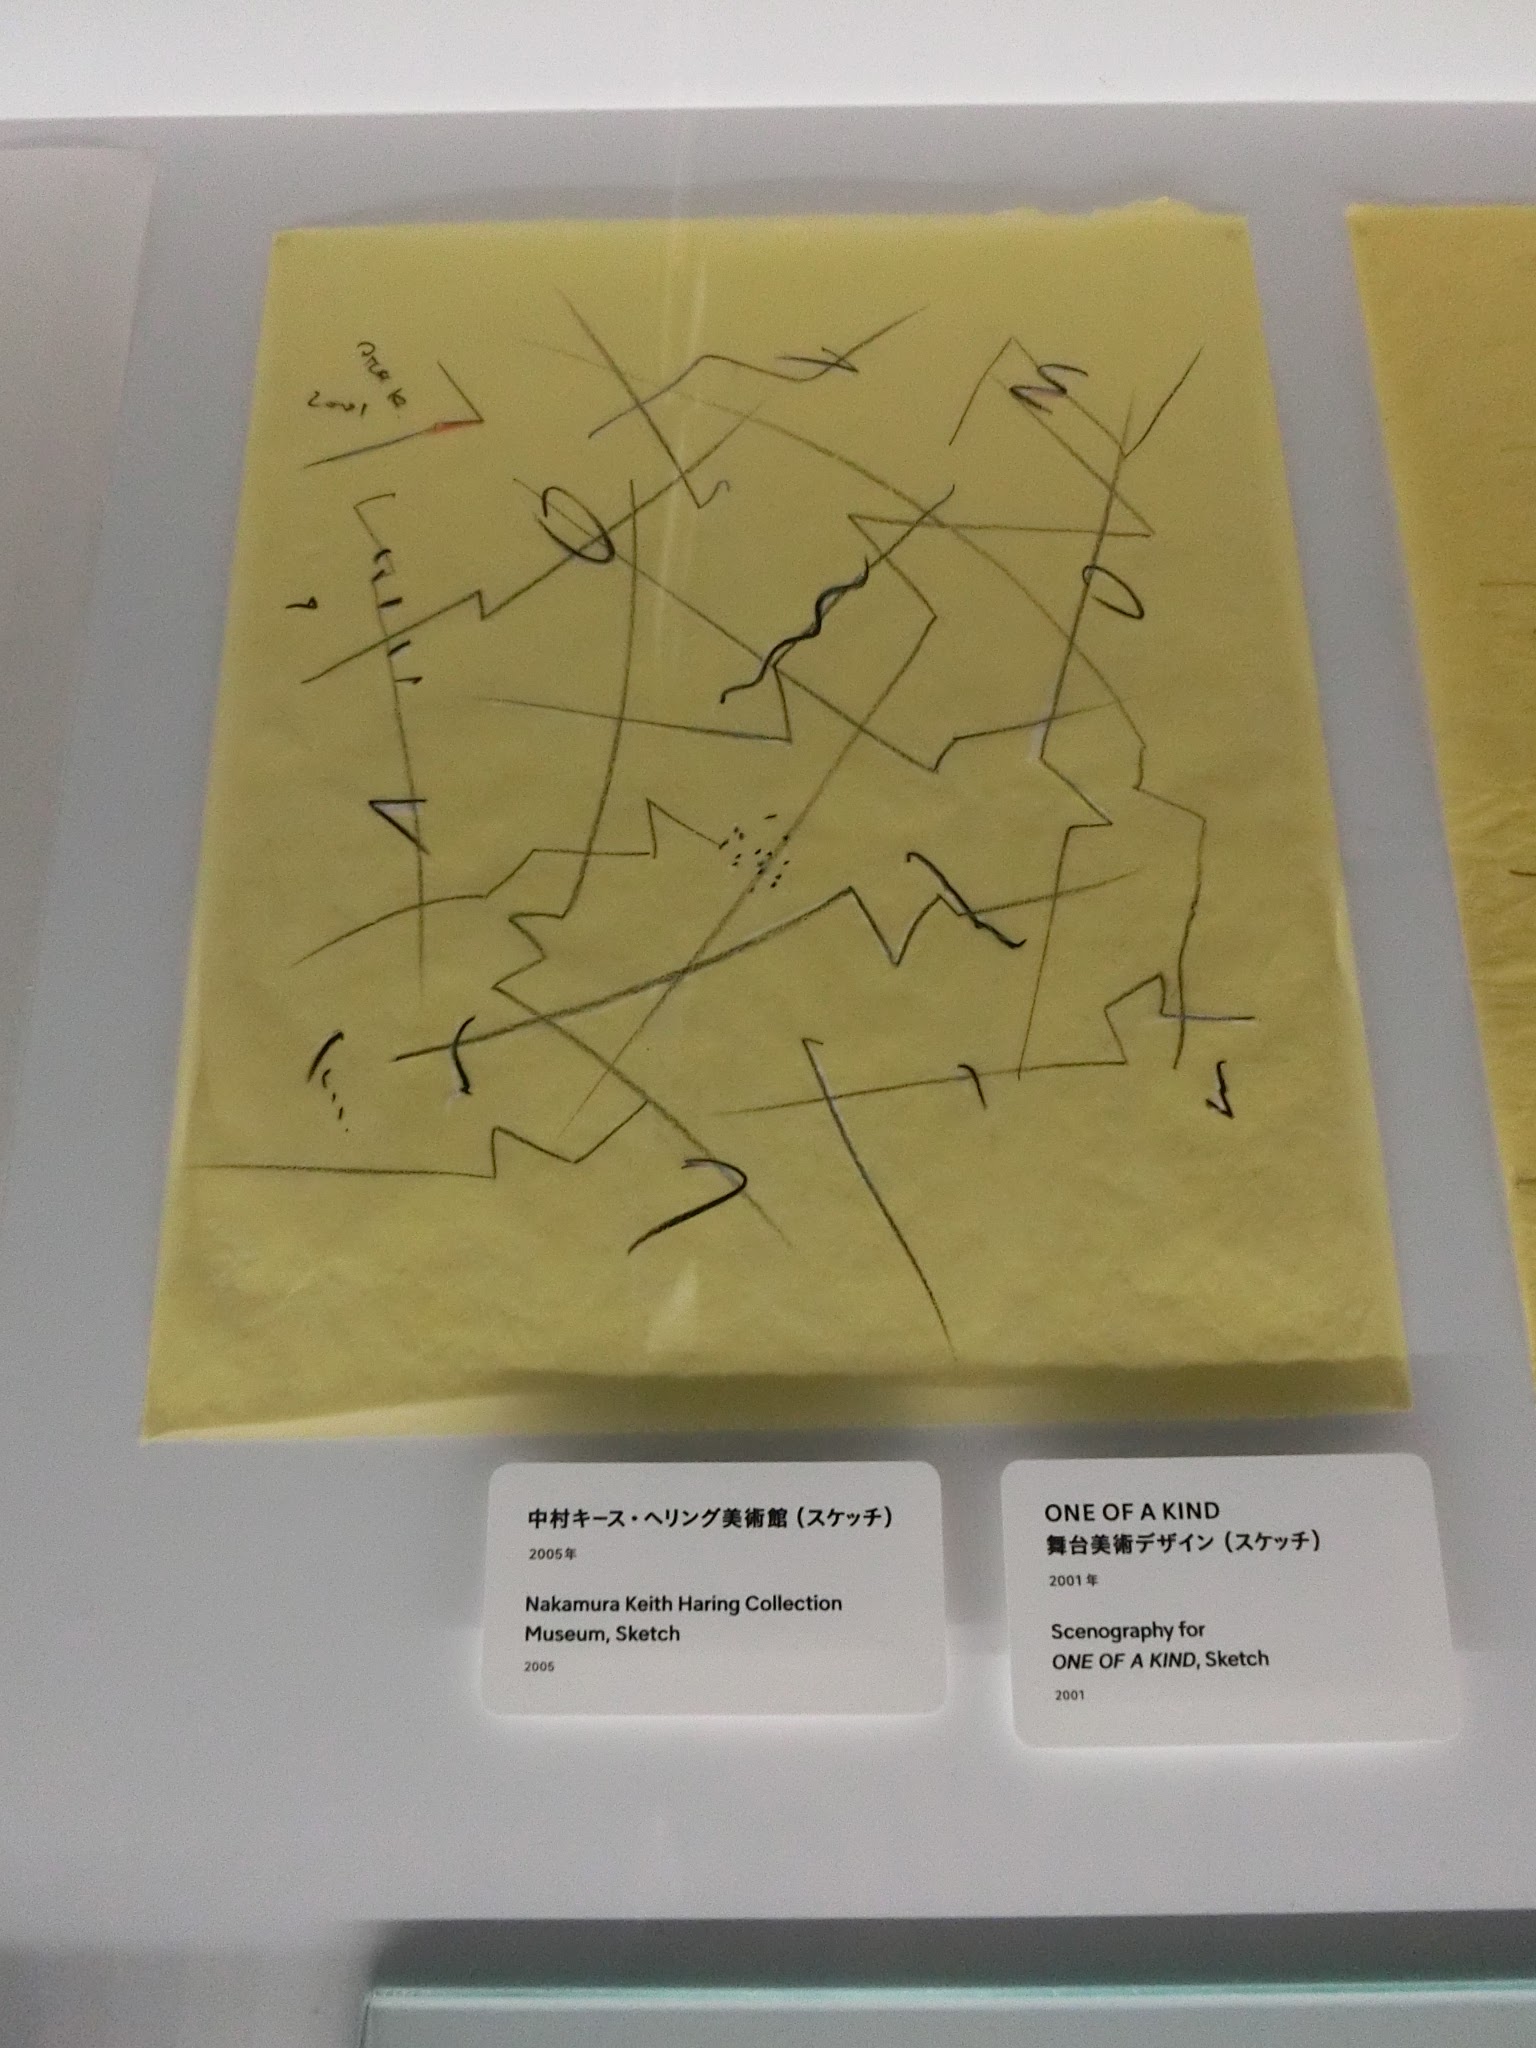 2001
中村キース・ヘリング美術館（スケッチ）
2005年
Nakamura Keith Haring Collection
Museum, Sketch
2005
ONE OF A KIND
舞台美術デザイン（スケッチ）
2001年
Scenography for
ONE OF A KIND, Sketch
2001